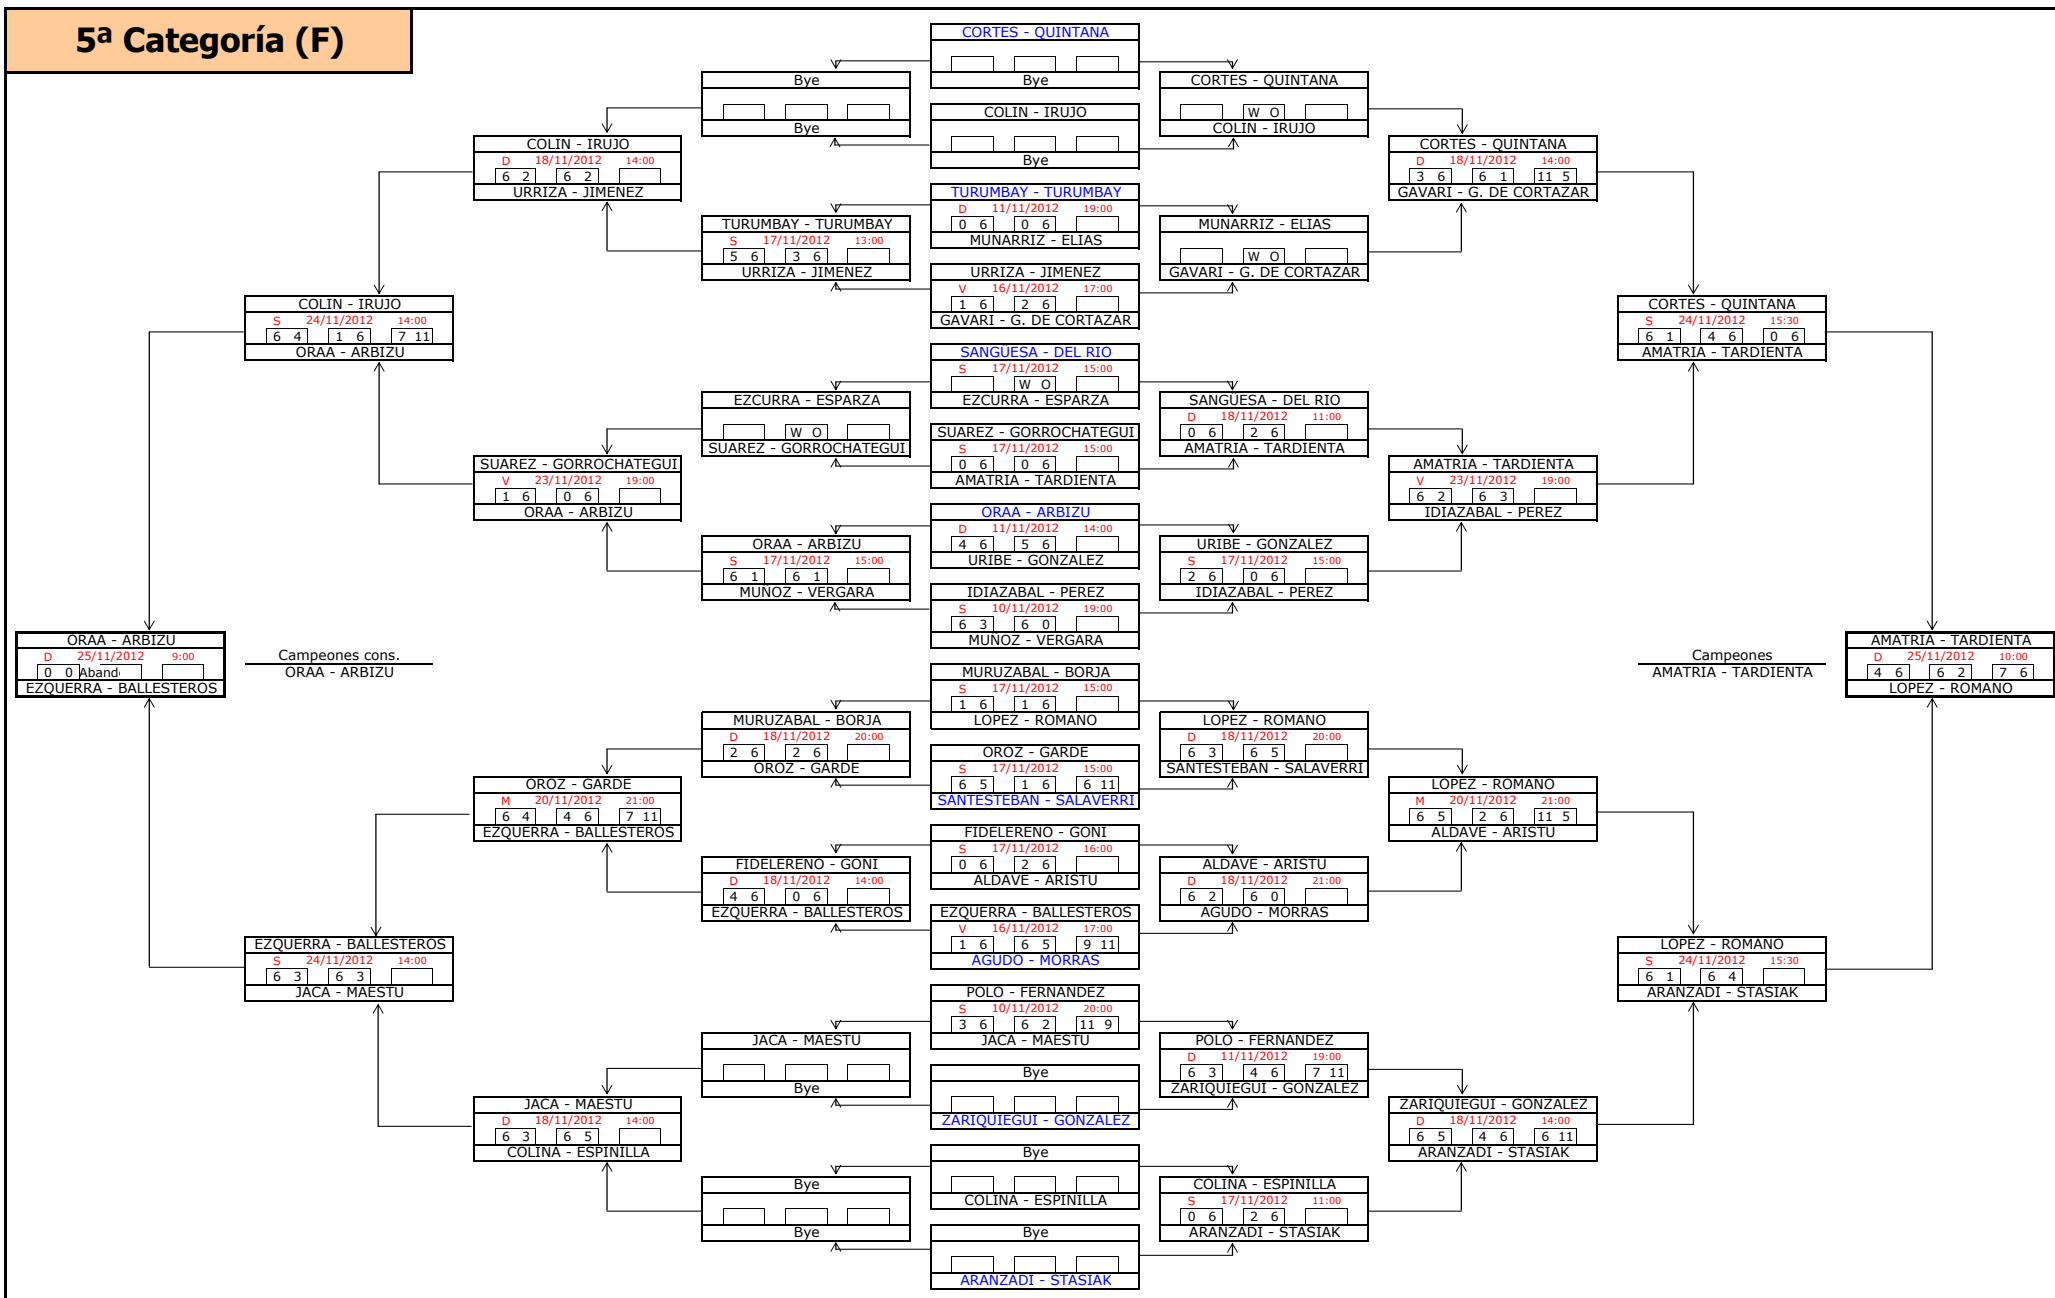 5ª Categoría (F)
ORAA - ARBIZU
D 25/11/2012 9:00
0 0 Aband
EZQUERRA - BALLESTEROS
Campeones cons.
ORAA - ARBIZU
COLIN - IRUJO
S 24/11/2012 14:00
6 4 1 6 7 11
ORAA - ARBIZU
EZQUERRA - BALLESTEROS
S 24/11/2012 14:00
6 3 6 3
JACA - MAESTU
COLIN - IRUJO
D 18/11/2012 14:00
6 2 6 2
URRIZA - JIMENEZ
SUAREZ - GORROCHATEGUI
V 23/11/2012 19:00
1 6 0 6
ORAA - ARBIZU
OROZ - GARDE
M 20/11/2012 21:00
6 4 4 6 7 11
EZQUERRA - BALLESTEROS
JACA - MAESTU
D 18/11/2012 14:00
6 3 6 5
COLINA - ESPINILLA
Bye
Bye
TURUMBAY - TURUMBAY
S 17/11/2012 13:00
5 6 3 6
URRIZA - JIMENEZ
EZCURRA - ESPARZA
W O
SUAREZ - GORROCHATEGUI
ORAA - ARBIZU
S 17/11/2012 15:00
6 1 6 1
MUÑOZ - VERGARA
MURUZABAL - BORJA
D 18/11/2012 20:00
2 6 2 6
OROZ - GARDE
FIDELEREÑO - GOÑI
D 18/11/2012 14:00
4 6 0 6
EZQUERRA - BALLESTEROS
JACA - MAESTU
Bye
Bye
Bye
CORTES - QUINTANA
Bye
COLIN - IRUJO
Bye
TURUMBAY - TURUMBAY
D 11/11/2012 19:00
0 6 0 6
MUNARRIZ - ELIAS
URRIZA - JIMENEZ
V 16/11/2012 17:00
1 6 2 6
GAVARI - G. DE CORTAZAR
SANGÜESA - DEL RIO
S 17/11/2012 15:00
W O
EZCURRA - ESPARZA
SUAREZ - GORROCHATEGUI
S 17/11/2012 15:00
0 6 0 6
AMATRIA - TARDIENTA
ORAA - ARBIZU
D 11/11/2012 14:00
4 6 5 6
URIBE - GONZALEZ
IDIAZABAL - PEREZ
S 10/11/2012 19:00
6 3 6 0
MUÑOZ - VERGARA
MURUZABAL - BORJA
S 17/11/2012 15:00
1 6 1 6
LOPEZ - ROMANO
OROZ - GARDE
S 17/11/2012 15:00
6 5 1 6 6 11
SANTESTEBAN - SALAVERRI
FIDELEREÑO - GOÑI
S 17/11/2012 16:00
0 6 2 6
ALDAVE - ARISTU
EZQUERRA - BALLESTEROS
V 16/11/2012 17:00
1 6 6 5 9 11
AGUDO - MORRAS
POLO - FERNANDEZ
S 10/11/2012 20:00
3 6 6 2 11 9
JACA - MAESTU
Bye
ZARIQUIEGUI - GONZALEZ
Bye
COLINA - ESPINILLA
Bye
ARANZADI - STASIAK
CORTES - QUINTANA
W O
COLIN - IRUJO
MUNARRIZ - ELIAS
W O
GAVARI - G. DE CORTAZAR
SANGÜESA - DEL RIO
D 18/11/2012 11:00
0 6 2 6
AMATRIA - TARDIENTA
URIBE - GONZALEZ
S 17/11/2012 15:00
2 6 0 6
IDIAZABAL - PEREZ
LOPEZ - ROMANO
D 18/11/2012 20:00
6 3 6 5
SANTESTEBAN - SALAVERRI
ALDAVE - ARISTU
D 18/11/2012 21:00
6 2 6 0
AGUDO - MORRAS
POLO - FERNANDEZ
D 11/11/2012 19:00
6 3 4 6 7 11
ZARIQUIEGUI - GONZALEZ
COLINA - ESPINILLA
S 17/11/2012 11:00
0 6 2 6
ARANZADI - STASIAK
CORTES - QUINTANA
D 18/11/2012 14:00
3 6 6 1 11 5
GAVARI - G. DE CORTAZAR
AMATRIA - TARDIENTA
V 23/11/2012 19:00
6 2 6 3
IDIAZABAL - PEREZ
LOPEZ - ROMANO
M 20/11/2012 21:00
6 5 2 6 11 5
ALDAVE - ARISTU
ZARIQUIEGUI - GONZALEZ
D 18/11/2012 14:00
6 5 4 6 6 11
ARANZADI - STASIAK
CORTES - QUINTANA
S 24/11/2012 15:30
6 1 4 6 0 6
AMATRIA - TARDIENTA
LOPEZ - ROMANO
S 24/11/2012 15:30
6 1 6 4
ARANZADI - STASIAK
Campeones
AMATRIA - TARDIENTA
AMATRIA - TARDIENTA
D 25/11/2012 10:00
4 6 6 2 7 6
LOPEZ - ROMANO